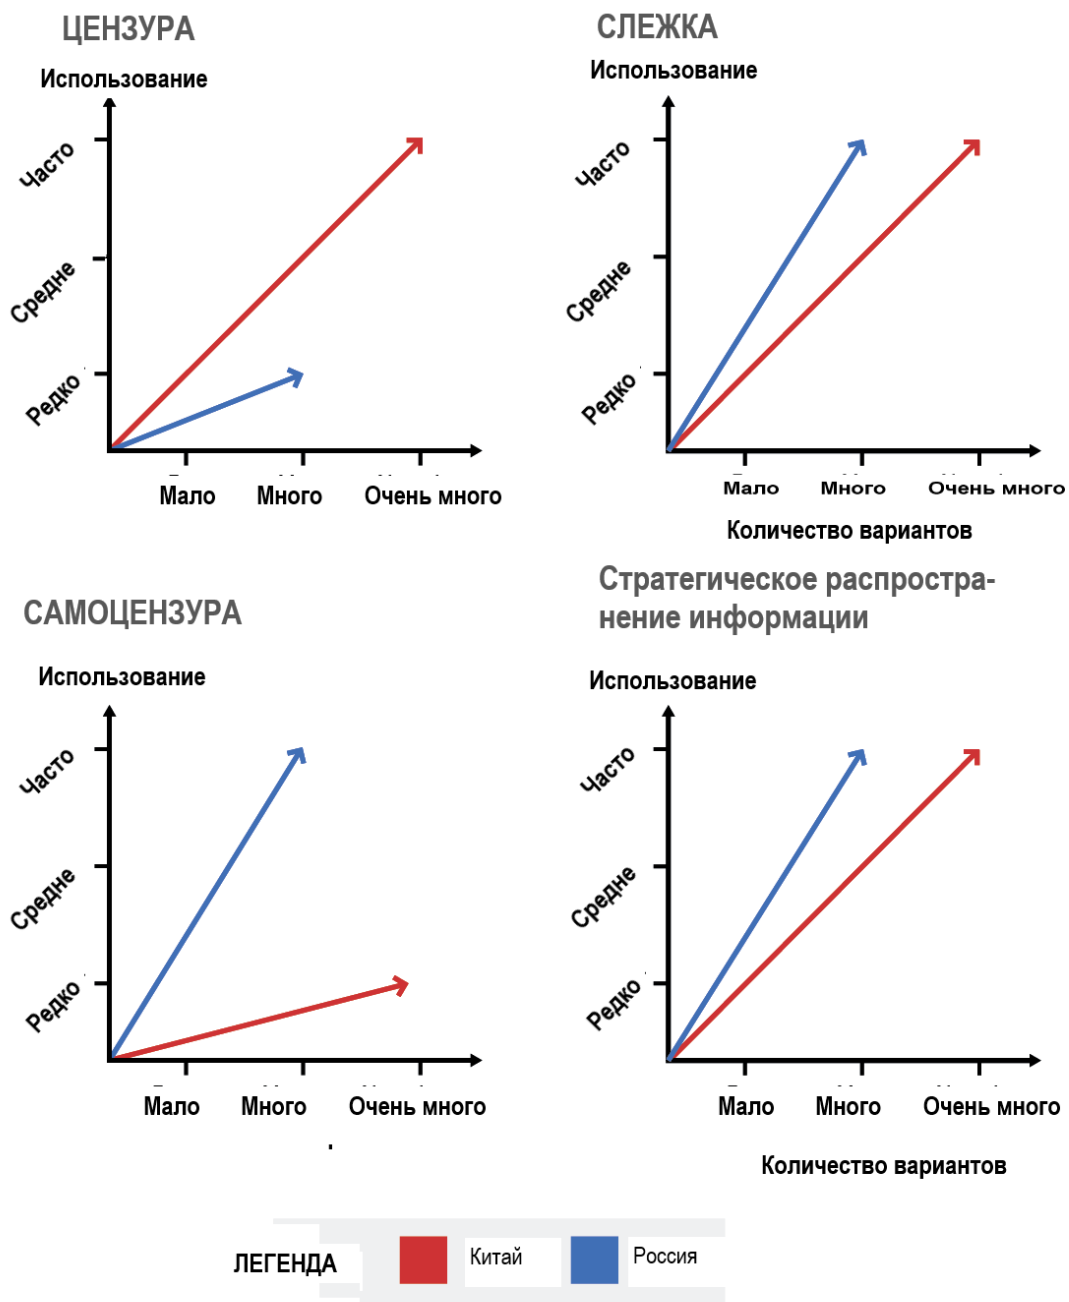 ЦЕНЗУРА
Использование
Часто
Средне
Редко
Мало Много Очень много
СЛЕЖКА
Использование
Часто
Средне
Редко
Мало Много Очень много
Количество вариантов
САМОЦЕНЗУРА
Использование
Часто
Средне
Редко
Мало Много Очень много
Стратегическое распростра-
нение информации
Использование
Часто
Средне
Редко
Мало Много Очень много
Количество вариантов
ЛЕГЕНДА Китай Россия